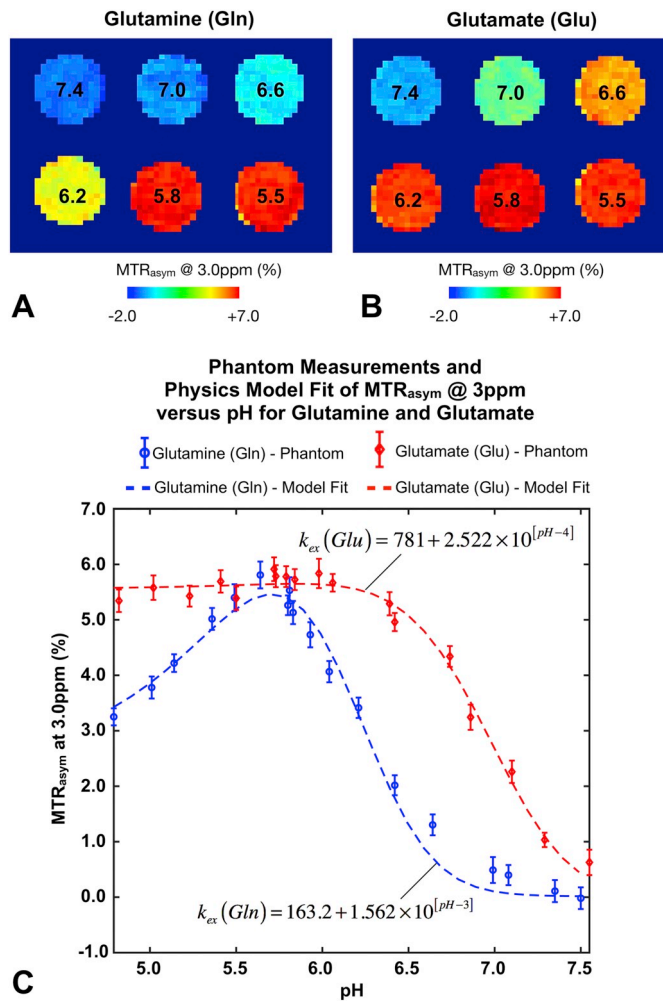 Glutamine (Gln)
7.4 7.0 6.6
6.2 5.8 5.5
MTRasym @ 3.0ppm (%)
-2.0 +7.0
A
Glutamate (Glu)
7.4 7.0 6.6
6.2 5.8 5.5
MTRasym @ 3.0ppm (%)
-2.0 +7.0
B
Phantom Measurements and
Physics Model Fit of MTRasym @ 3ppm
versus pH for Glutamine and Glutamate
Glutamine (Gln) - Phantom
Glutamate (Glu) - Phantom
Glutamine (Gln) - Model Fit
Glutamate (Glu) - Model Fit
7.0
6.0
5.0
4.0
3.0
2.0
1.0
0.0
-1.0
MTRasym at 3.0ppm (%)
kex(Glu) = 781 + 2.522 × 10^[pH−4]
kex(Gln) = 163.2 + 1.562 × 10^[pH−3]
5.0 5.5 6.0 6.5 7.0 7.5
pH
C